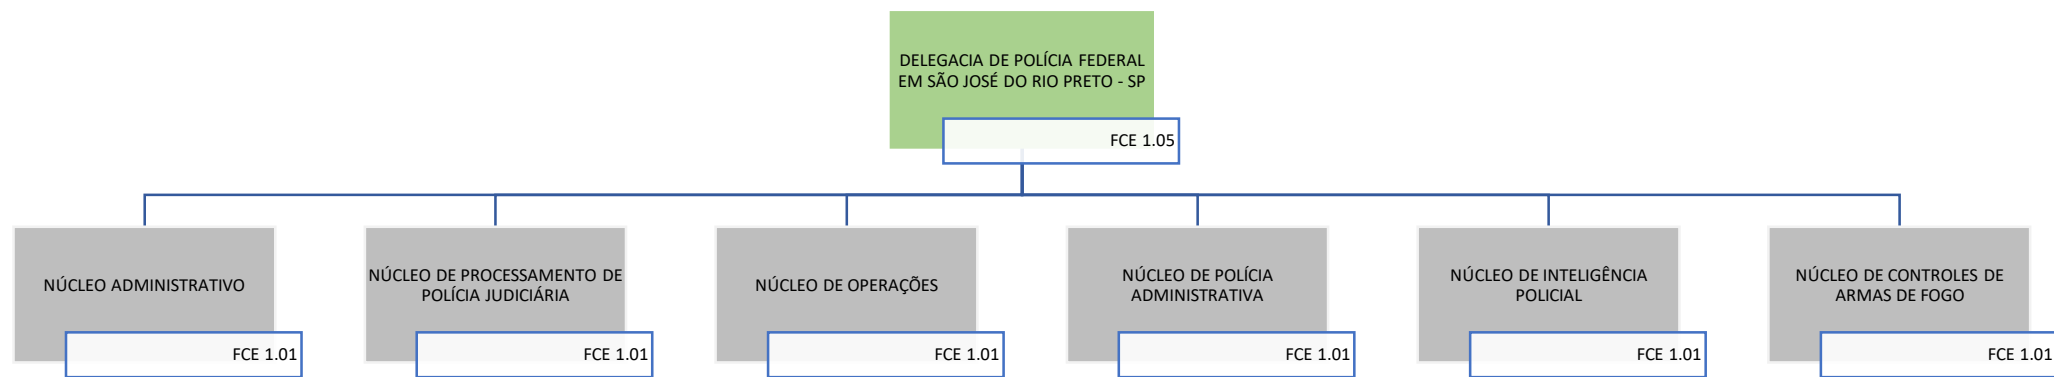 DELEGACIA DE POLÍCIA FEDERAL
EM SÃO JOSÉ DO RIO PRETO - SP
FCE 1.05
NÚCLEO ADMINISTRATIVO
FCE 1.01
NÚCLEO DE PROCESSAMENTO DE
POLÍCIA JUDICIÁRIA
FCE 1.01
NÚCLEO DE OPERAÇÕES
FCE 1.01
NÚCLEO DE POLÍCIA
ADMINISTRATIVA
FCE 1.01
NÚCLEO DE INTELIGÊNCIA
POLICIAL
FCE 1.01
NÚCLEO DE CONTROLES DE
ARMAS DE FOGO
FCE 1.01